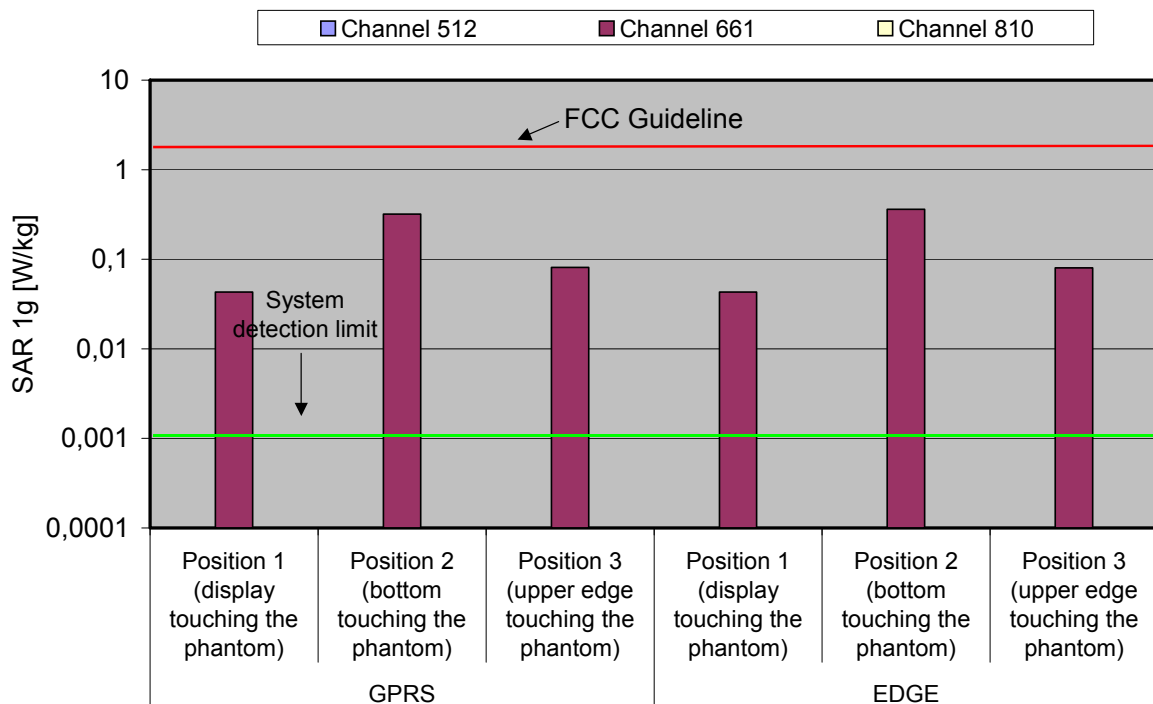 Channel 512 Channel 661 Channel 810
10
1
0,1
0,01
0,001
0,0001
SAR 1g [W/kg]
FCC Guideline
System
detection limit
Position 1
(display
touching the
phantom)
Position 2
(bottom
touching the
phantom)
Position 3
(upper edge
touching the
phantom)
Position 1
(display
touching the
phantom)
Position 2
(bottom
touching the
phantom)
Position 3
(upper edge
touching the
phantom)
GPRS
EDGE